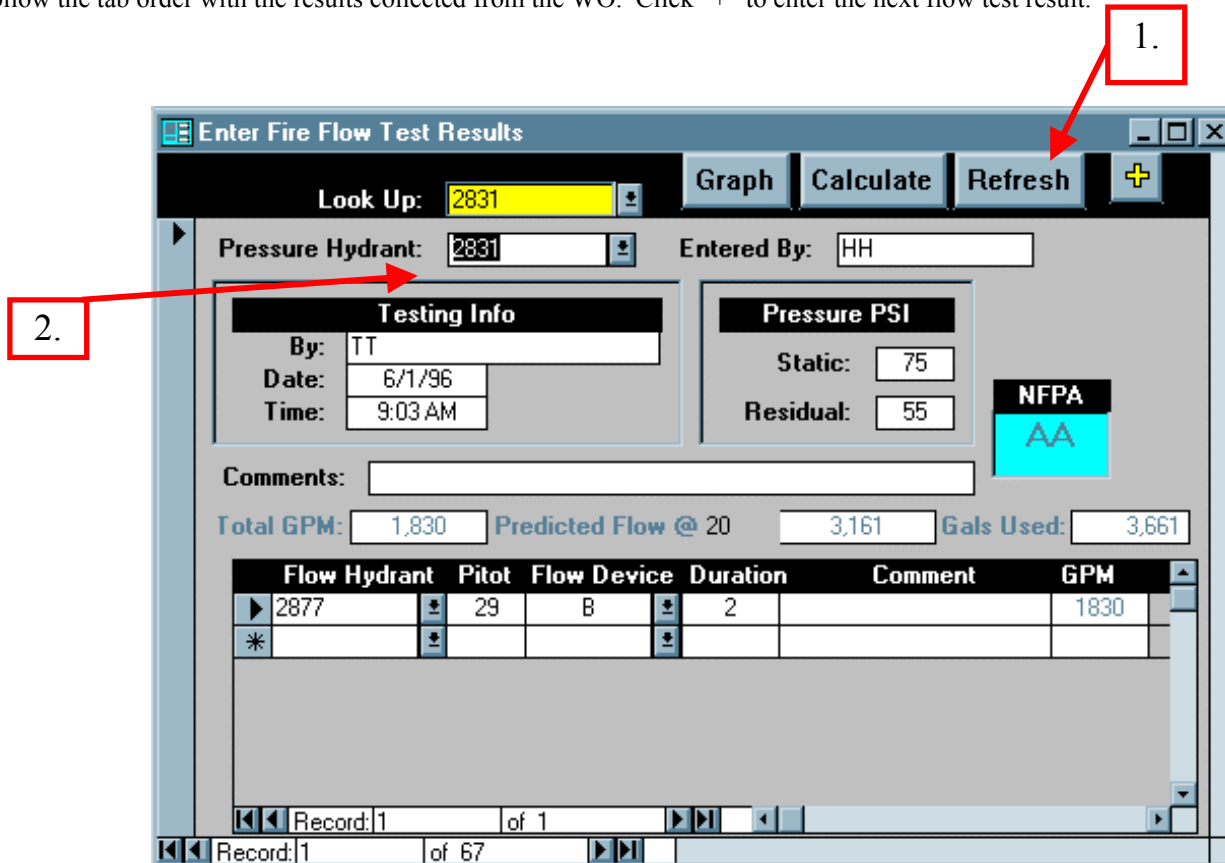 ollow the tab order with the results collected from the WO. Click "+" to enter the next flow test result.
1.
Enter Fire Flow Test Results
Graph Calculate Refresh
Look Up: 2831
Pressure Hydrant: 2831 Entered By: HH
2.
Testing Info Pressure PSI
By: TT
Static: 75
Date: 6/1/96
NFPA
Time: 9:03 AM Residual: 55
AA
Comments:
Total GPM: 1,830 Predicted Flow @ 20 3,161 Gals Used: 3,661
Flow Hydrant Pitot Flow Device Duration Comment GPM
2877 29 B 2 1830
Record: 1 of 1
Record: 1 of 67